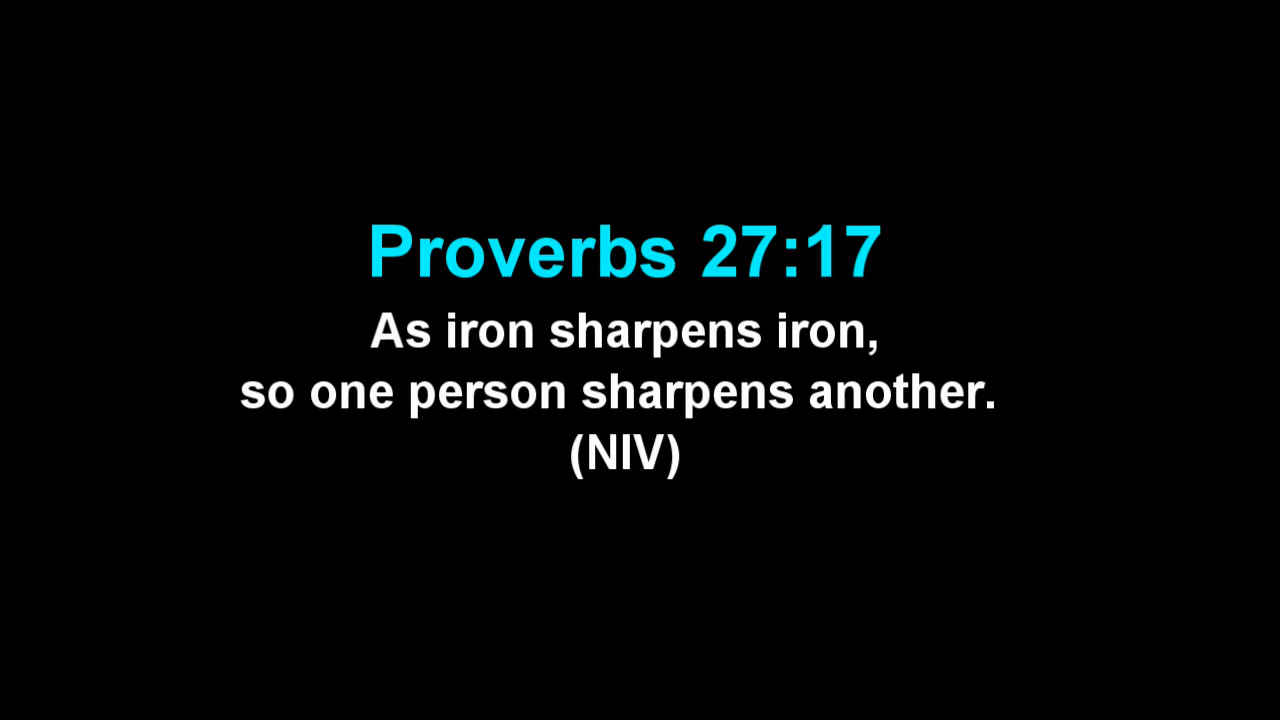 Proverbs 27:17
As iron sharpens iron,
so one person sharpens another.
(NIV)